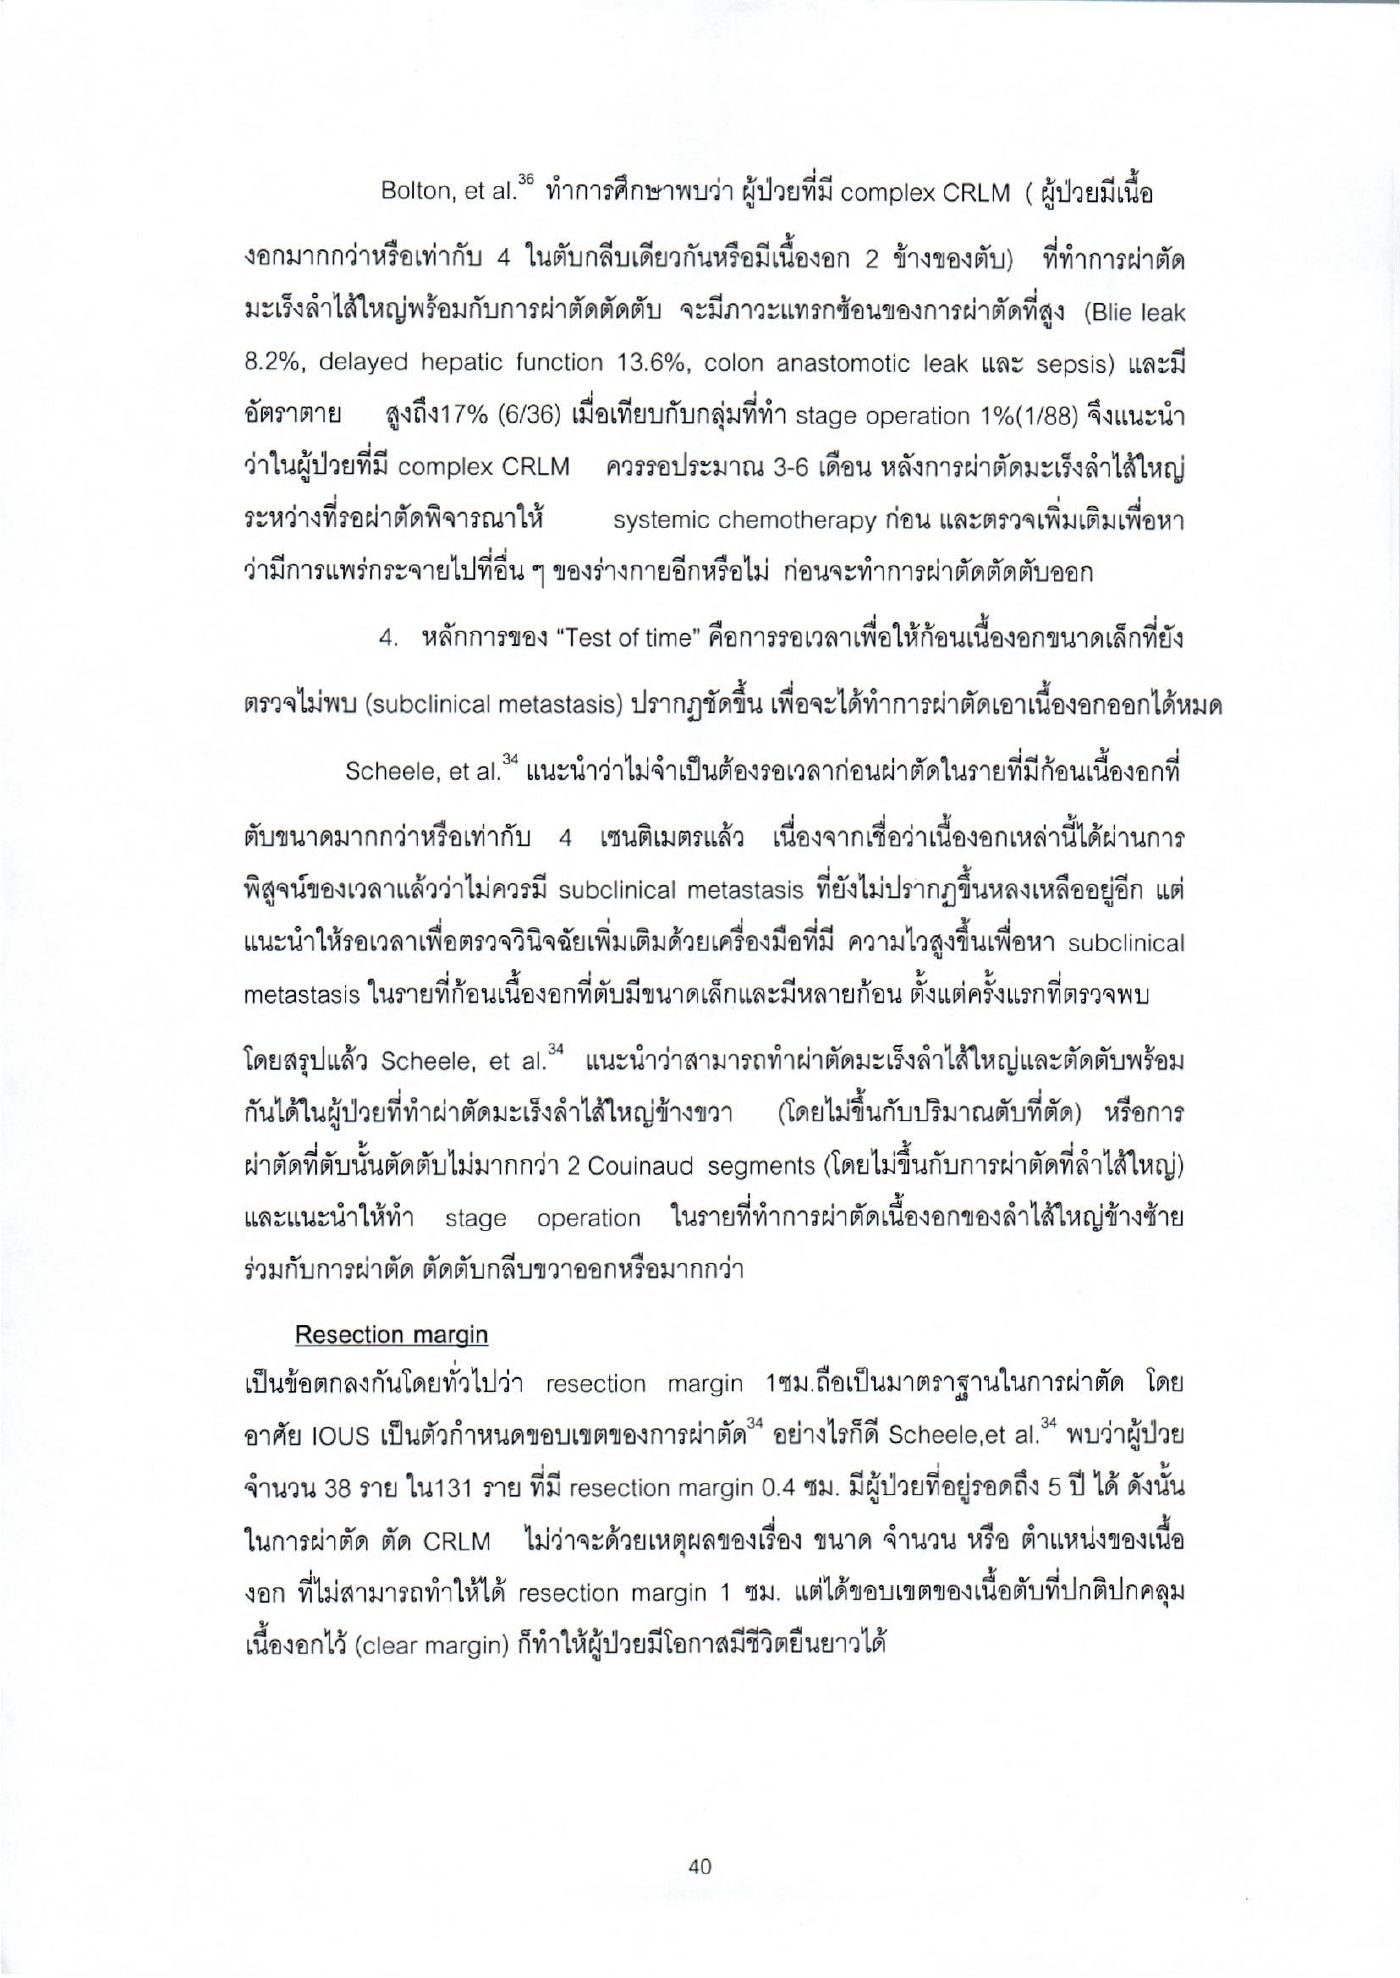 Bolton, et al.36 ทำการศึกษาพบว่า ผู้ป่วยที่มี complex CRLM ( ผู้ป่วยมีเนื้อ
งอกมากกว่าหรือเท่ากับ 4 ในตับกลีบเดียวกันหรือมีเนื้องอก 2 ข้างของตับ) ที่ทำการผ่าตัด
มะเร็งลำไส้ใหญ่พร้อมกับการผ่าตัดตัดตับ จะมีภาวะแทรกซ้อนของการผ่าตัดที่สูง (Blie leak
8.2%, delayed hepatic function 13.6%, colon anastomotic leak และ sepsis) และมี
อัตราตาย สูงถึง17% (6/36) เมื่อเทียบกับกลุ่มที่ทำ stage operation 1%(1/88) จึงแนะนำ
ว่าในผู้ป่วยที่มี complex CRLM ควรรอประมาณ 3-6 เดือน หลังการผ่าตัดมะเร็งลำไส้ใหญ่
ระหว่างที่รอผ่าตัดพิจารณาให้ systemic chemotherapy ก่อน และตรวจเพิ่มเติมเพื่อหา
ว่ามีการแพร่กระจายไปที่อื่น ๆ ของร่างกายอีกหรือไม่ ก่อนจะทำการผ่าตัดตัดตับออก
4. หลักการของ “Test of time” คือการรอเวลาเพื่อให้ก้อนเนื้องอกขนาดเล็กที่ยัง
ตรวจไม่พบ (subclinical metastasis) ปรากฏชัดขึ้น เพื่อจะได้ทำการผ่าตัดเอาเนื้องอกออกได้หมด
Scheele, et al.34 แนะนำว่าไม่จำเป็นต้องรอเวลาก่อนผ่าตัดในรายที่มีก้อนเนื้องอกที่
ตับขนาดมากกว่าหรือเท่ากับ 4 เซนติเมตรแล้ว เนื่องจากเชื่อว่าเนื้องอกเหล่านี้ได้ผ่านการ
พิสูจน์ของเวลาแล้วว่าไม่ควรมี subclinical metastasis ที่ยังไม่ปรากฏขึ้นหลงเหลืออยู่อีก แต่
แนะนำให้รอเวลาเพื่อตรวจวินิจฉัยเพิ่มเติมด้วยเครื่องมือที่มี ความไวสูงขึ้นเพื่อหา subclinical
metastasis ในรายที่ก้อนเนื้องอกที่ตับมีขนาดเล็กและมีหลายก้อน ตั้งแต่ครั้งแรกที่ตรวจพบ
โดยสรุปแล้ว Scheele, et al.34 แนะนำว่าสามารถทำผ่าตัดมะเร็งลำไส้ใหญ่และตัดตับพร้อม
กันได้ในผู้ป่วยที่ทำผ่าตัดมะเร็งลำไส้ใหญ่ข้างขวา (โดยไม่ขึ้นกับปริมาณตับที่ตัด) หรือการ
ผ่าตัดที่ตับนั้นตัดตับไม่มากกว่า 2 Couinaud segments (โดยไม่ขึ้นกับการผ่าตัดที่ลำไส้ใหญ่)
และแนะนำให้ทำ stage operation ในรายที่ทำการผ่าตัดเนื้องอกของลำไส้ใหญ่ข้างซ้าย
ร่วมกับการผ่าตัด ตัดตับกลีบขวาออกหรือมากกว่า
Resection margin
เป็นข้อตกลงกันโดยทั่วไปว่า resection margin 1ซม.ถือเป็นมาตราฐานในการผ่าตัด โดย
อาศัย IOUS เป็นตัวกำหนดขอบเขตของการผ่าตัด34 อย่างไรก็ดี Scheele,et al.34 พบว่าผู้ป่วย
จำนวน 38 ราย ใน131 ราย ที่มี resection margin 0.4 ซม. มีผู้ป่วยที่อยู่รอดถึง 5 ปี ได้ ดังนั้น
ในการผ่าตัด ตัด CRLM ไม่ว่าจะด้วยเหตุผลของเรื่อง ขนาด จำนวน หรือ ตำแหน่งของเนื้อ
งอก ที่ไม่สามารถทำให้ได้ resection margin 1 ซม. แต่ได้ขอบเขตของเนื้อตับที่ปกติปกคลุม
เนื้องอกไว้ (clear margin) ก็ทำให้ผู้ป่วยมีโอกาสมีชีวิตยืนยาวได้
40